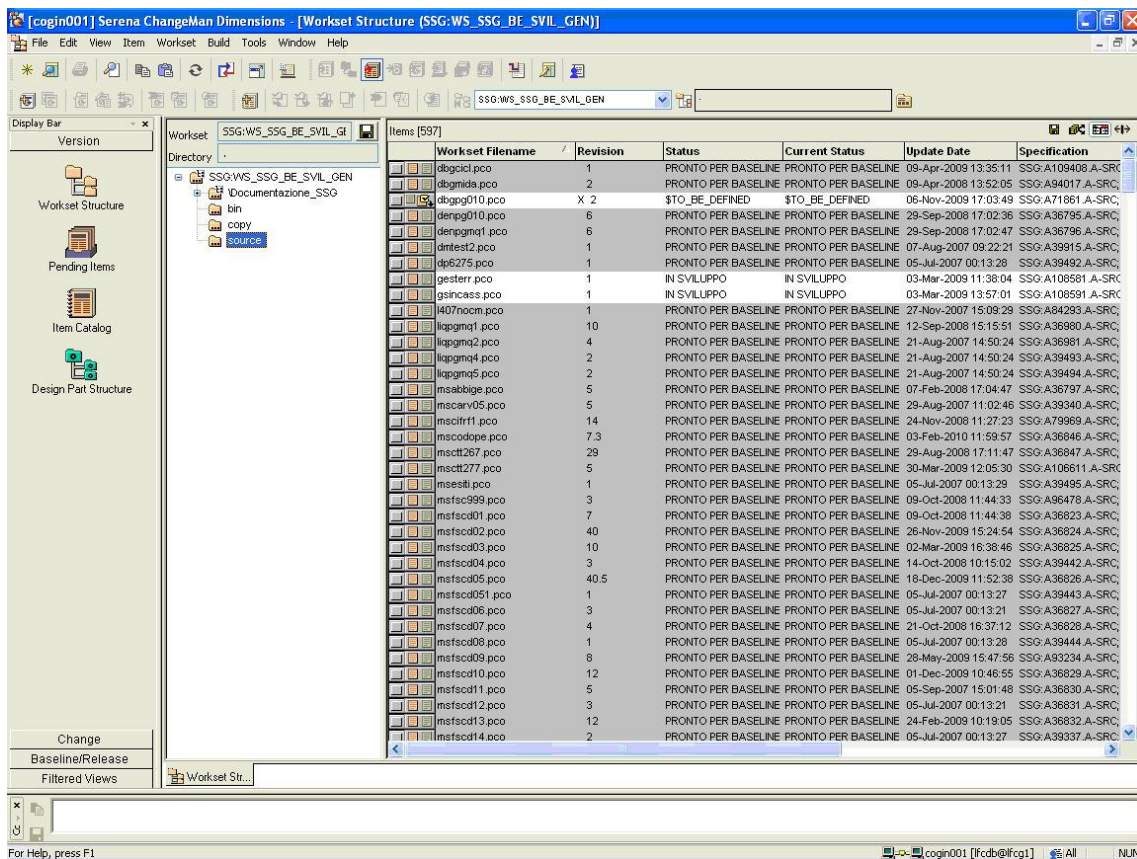 [cogin001] Serena ChangeMan Dimensions - [Workset Structure (SSG:WS_SSG_BE_SVIL_GEN)]
File Edit View Item Workset Build Tools Window Help
SSG:WS_SSG_BE_SVIL_GEN
Display Bar
Version
Workset Structure
Pending Items
Item Catalog
Design Part Structure
Change
Baseline/Release
Filtered Views
Workset SSG:WS_SSG_BE_SVIL_GE
Directory .
SSG:WS_SSG_BE_SVIL_GEN
\Documentazione_SSG
bin
copy
source
Items [597]
Workset Filename Revision Status Current Status Update Date Specification
dbgcicl.pco 1 PRONTO PER BASELINE PRONTO PER BASELINE 09-Apr-2009 13:35:11 SSG:A109408.A-SRC
dbgmida.pco 2 PRONTO PER BASELINE PRONTO PER BASELINE 09-Apr-2008 13:52:05 SSG:A94017.A-SRC;
dbgpg010.pco X 2 $TO_BE_DEFINED $TO_BE_DEFINED 06-Nov-2009 17:03:49 SSG:A71861.A-SRC;
denpg010.pco 6 PRONTO PER BASELINE PRONTO PER BASELINE 29-Sep-2008 17:02:36 SSG:A36795.A-SRC;
denpgmq1.pco 6 PRONTO PER BASELINE PRONTO PER BASELINE 29-Sep-2008 17:02:47 SSG:A36796.A-SRC;
dmtest2.pco 1 PRONTO PER BASELINE PRONTO PER BASELINE 07-Aug-2007 09:22:21 SSG:A39915.A-SRC;
dp6275.pco 1 PRONTO PER BASELINE PRONTO PER BASELINE 05-Jul-2007 00:13:28 SSG:A39492.A-SRC;
gesterr.pco 1 IN SVILUPPO IN SVILUPPO 03-Mar-2009 11:38:04 SSG:A108581.A-SRC
gsincass.pco 1 IN SVILUPPO IN SVILUPPO 03-Mar-2009 13:57:01 SSG:A108591.A-SRC
l407nocm.pco 1 PRONTO PER BASELINE PRONTO PER BASELINE 27-Nov-2007 15:09:29 SSG:A84293.A-SRC;
liqpgmq1.pco 10 PRONTO PER BASELINE PRONTO PER BASELINE 12-Sep-2008 15:15:51 SSG:A36980.A-SRC;
liqpgmq2.pco 4 PRONTO PER BASELINE PRONTO PER BASELINE 21-Aug-2007 14:50:24 SSG:A36981.A-SRC;
liqpgmq4.pco 2 PRONTO PER BASELINE PRONTO PER BASELINE 21-Aug-2007 14:50:24 SSG:A39493.A-SRC;
liqpgmq5.pco 2 PRONTO PER BASELINE PRONTO PER BASELINE 21-Aug-2007 14:50:24 SSG:A39494.A-SRC;
msabbige.pco 5 PRONTO PER BASELINE PRONTO PER BASELINE 07-Feb-2008 17:04:47 SSG:A36797.A-SRC;
mscarv05.pco 5 PRONTO PER BASELINE PRONTO PER BASELINE 29-Aug-2007 11:02:46 SSG:A39340.A-SRC;
mscifrf1.pco 14 PRONTO PER BASELINE PRONTO PER BASELINE 24-Nov-2008 11:27:23 SSG:A79969.A-SRC;
mscodope.pco 7.3 PRONTO PER BASELINE PRONTO PER BASELINE 03-Feb-2010 11:59:57 SSG:A36846.A-SRC;
msctt267.pco 29 PRONTO PER BASELINE PRONTO PER BASELINE 29-Aug-2008 17:11:47 SSG:A36847.A-SRC;
msctt277.pco 5 PRONTO PER BASELINE PRONTO PER BASELINE 30-Mar-2009 12:05:30 SSG:A106611.A-SRC
msesiti.pco 1 PRONTO PER BASELINE PRONTO PER BASELINE 05-Jul-2007 00:13:29 SSG:A39495.A-SRC;
msfsc999.pco 3 PRONTO PER BASELINE PRONTO PER BASELINE 09-Oct-2008 11:44:33 SSG:A96478.A-SRC;
msfscd01.pco 7 PRONTO PER BASELINE PRONTO PER BASELINE 09-Oct-2008 11:44:38 SSG:A36823.A-SRC;
msfscd02.pco 40 PRONTO PER BASELINE PRONTO PER BASELINE 26-Nov-2009 15:24:54 SSG:A36824.A-SRC;
msfscd03.pco 10 PRONTO PER BASELINE PRONTO PER BASELINE 02-Mar-2009 16:38:46 SSG:A36825.A-SRC;
msfscd04.pco 3 PRONTO PER BASELINE PRONTO PER BASELINE 14-Oct-2008 10:15:02 SSG:A39442.A-SRC;
msfscd05.pco 40.5 PRONTO PER BASELINE PRONTO PER BASELINE 18-Dec-2009 11:52:38 SSG:A36826.A-SRC;
msfscd051.pco 1 PRONTO PER BASELINE PRONTO PER BASELINE 05-Jul-2007 00:13:27 SSG:A39443.A-SRC;
msfscd06.pco 3 PRONTO PER BASELINE PRONTO PER BASELINE 05-Jul-2007 00:13:21 SSG:A36827.A-SRC;
msfscd07.pco 4 PRONTO PER BASELINE PRONTO PER BASELINE 21-Oct-2008 16:37:12 SSG:A36828.A-SRC;
msfscd08.pco 1 PRONTO PER BASELINE PRONTO PER BASELINE 05-Jul-2007 00:13:28 SSG:A39444.A-SRC;
msfscd09.pco 8 PRONTO PER BASELINE PRONTO PER BASELINE 28-May-2009 15:47:56 SSG:A93234.A-SRC;
msfscd10.pco 12 PRONTO PER BASELINE PRONTO PER BASELINE 01-Dec-2009 10:46:55 SSG:A36829.A-SRC;
msfscd11.pco 5 PRONTO PER BASELINE PRONTO PER BASELINE 05-Sep-2007 15:01:48 SSG:A36830.A-SRC;
msfscd12.pco 3 PRONTO PER BASELINE PRONTO PER BASELINE 05-Jul-2007 00:13:21 SSG:A36831.A-SRC;
msfscd13.pco 12 PRONTO PER BASELINE PRONTO PER BASELINE 24-Feb-2009 10:19:05 SSG:A36832.A-SRC;
msfscd14.pco 2 PRONTO PER BASELINE PRONTO PER BASELINE 05-Jul-2007 00:13:27 SSG:A39337.A-SRC;
Workset Str...
For Help, press F1
cogin001 [lfcdb@lfcg1] All NUM